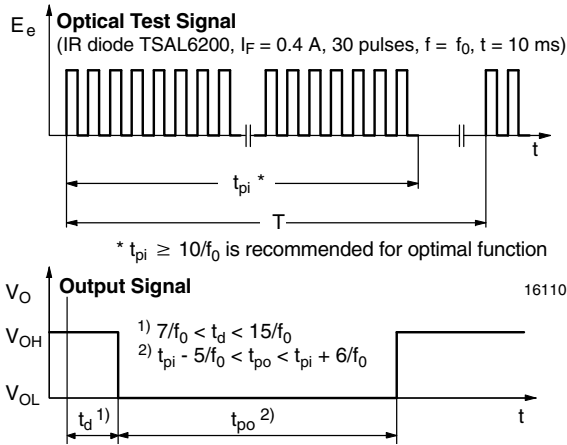 E_e
Optical Test Signal
(IR diode TSAL6200, I_F = 0.4 A, 30 pulses, f = f_0, t = 10 ms)
t
t_pi *
T
* t_pi ≥ 10/f_0 is recommended for optimal function
V_O
Output Signal
16110
V_OH
1) 7/f_0 < t_d < 15/f_0
2) t_pi - 5/f_0 < t_po < t_pi + 6/f_0
V_OL
t_d 1)
t_po 2)
t